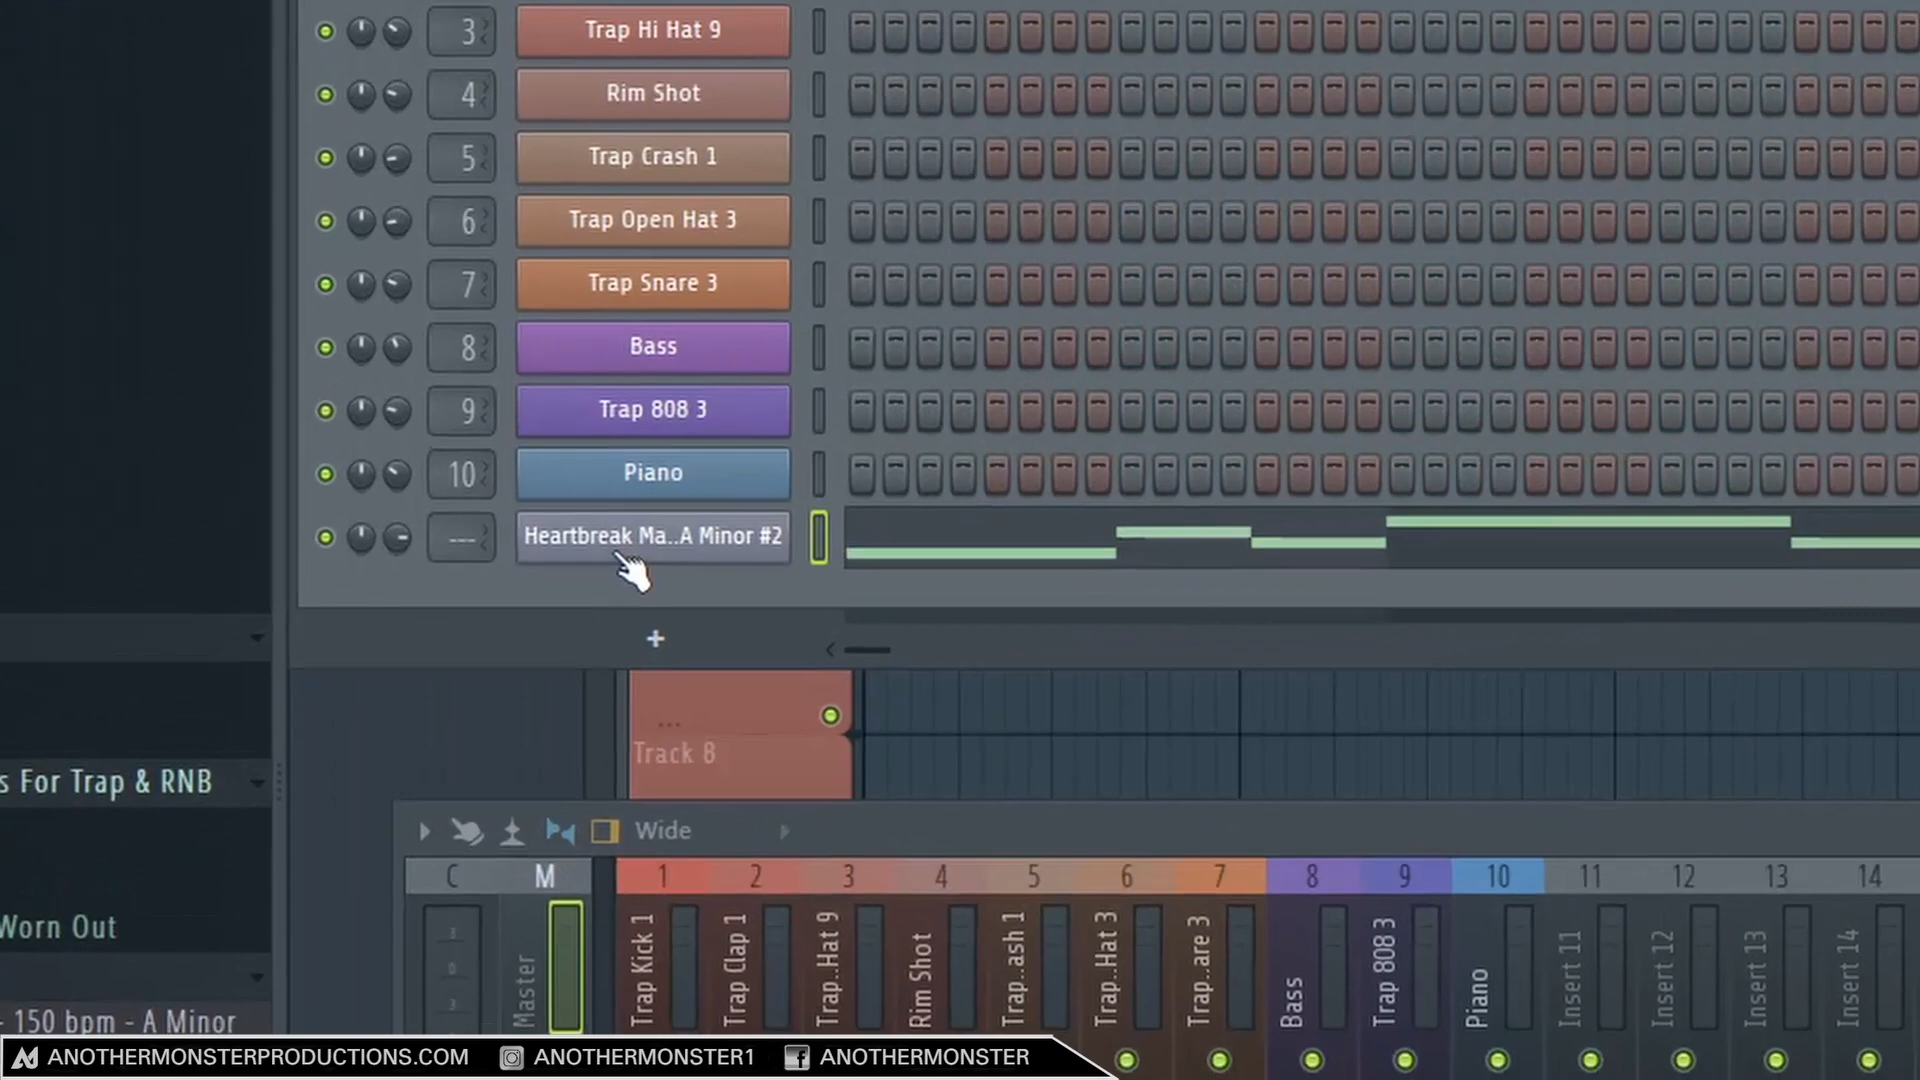 3 Trap Hi Hat 9
4 Rim Shot
5 Trap Crash 1
6 Trap Open Hat 3
7 Trap Snare 3
8 Bass
9 Trap 808 3
10 Piano
--- Heartbreak Ma..A Minor #2
+
...
Track 8
s For Trap & RNB
Wide
C M 1 2 3 4 5 6 7 8 9 10 11 12 13 14
Worn Out
3
0
3
Master
Trap Kick 1
Trap Clap 1
Trap..Hat 9
Rim Shot
Trap..ash 1
Trap..Hat 3
Trap..are 3
Bass
Trap 808 3
Piano
Insert 11
Insert 12
Insert 13
Insert 14
- 150 bpm - A Minor
ANOTHERMONSTERPRODUCTIONS.COM ANOTHERMONSTER1 ANOTHERMONSTER